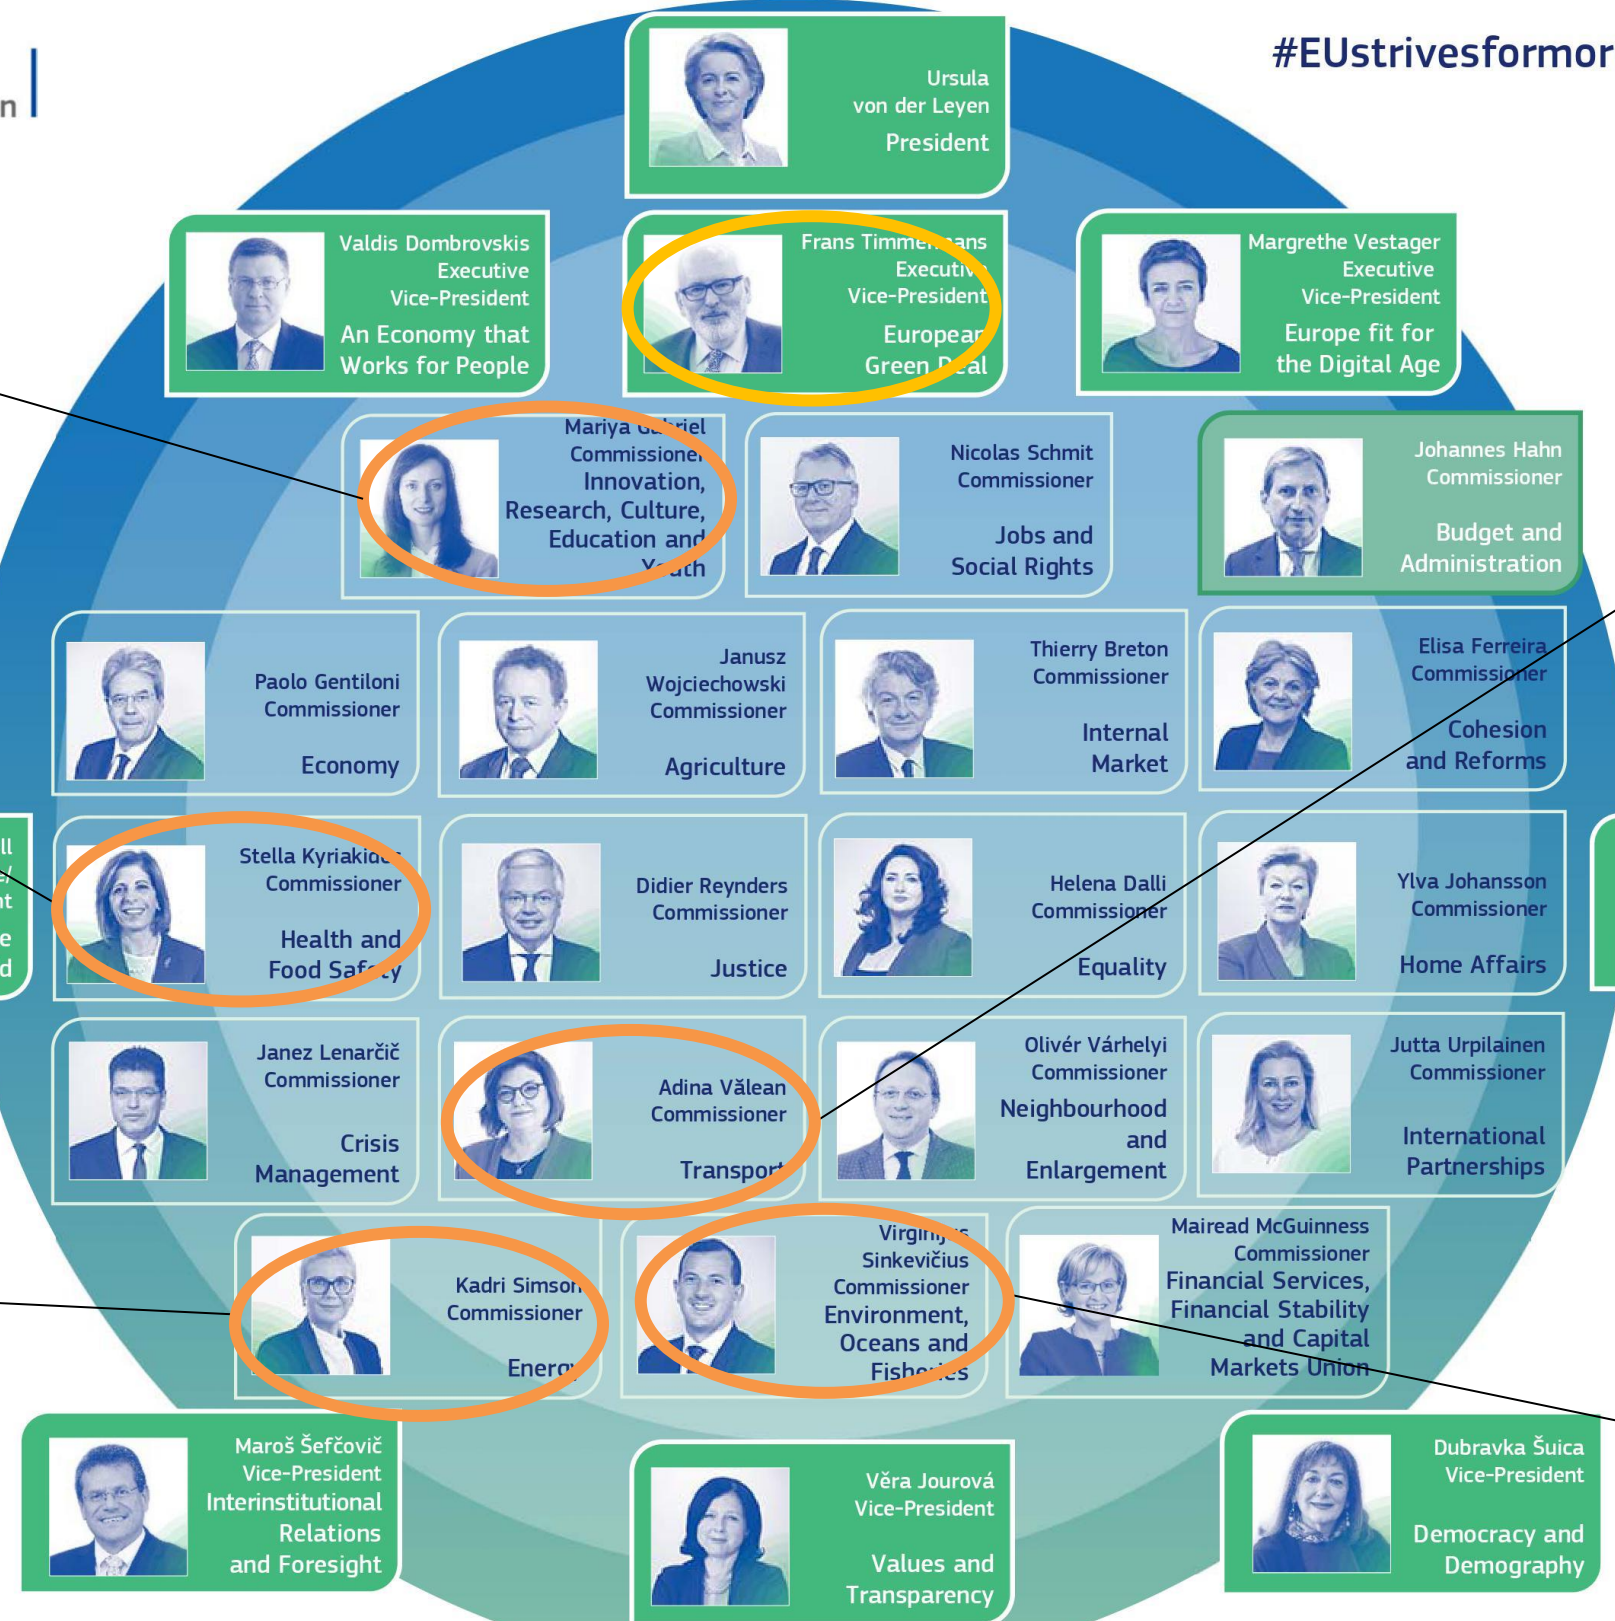 #EUstrivesformor
n
Ursula
von der Leyen
President
Valdis Dombrovskis
Executive
Vice-President
An Economy that
Works for People
Frans Timmermans
Executive
Vice-President
European
Green Deal
Margrethe Vestager
Executive
Vice-President
Europe fit for
the Digital Age
Mariya Gabriel
Commissioner
Innovation,
Research, Culture,
Education and
Youth
Nicolas Schmit
Commissioner
Jobs and
Social Rights
Johannes Hahn
Commissioner
Budget and
Administration
Paolo Gentiloni
Commissioner
Economy
Janusz
Wojciechowski
Commissioner
Agriculture
Thierry Breton
Commissioner
Internal
Market
Elisa Ferreira
Commissioner
Cohesion
and Reforms
ll
e/
nt
e
d
Stella Kyriakides
Commissioner
Health and
Food Safety
Didier Reynders
Commissioner
Justice
Helena Dalli
Commissioner
Equality
Ylva Johansson
Commissioner
Home Affairs
Janez Lenarčič
Commissioner
Crisis
Management
Adina Vălean
Commissioner
Transport
Olivér Várhelyi
Commissioner
Neighbourhood
and
Enlargement
Jutta Urpilainen
Commissioner
International
Partnerships
Kadri Simson
Commissioner
Energy
Virginijus
Sinkevičius
Commissioner
Environment,
Oceans and
Fisheries
Mairead McGuinness
Commissioner
Financial Services,
Financial Stability
and Capital
Markets Union
Maroš Šefčovič
Vice-President
Interinstitutional
Relations
and Foresight
Věra Jourová
Vice-President
Values and
Transparency
Dubravka Šuica
Vice-President
Democracy and
Demography